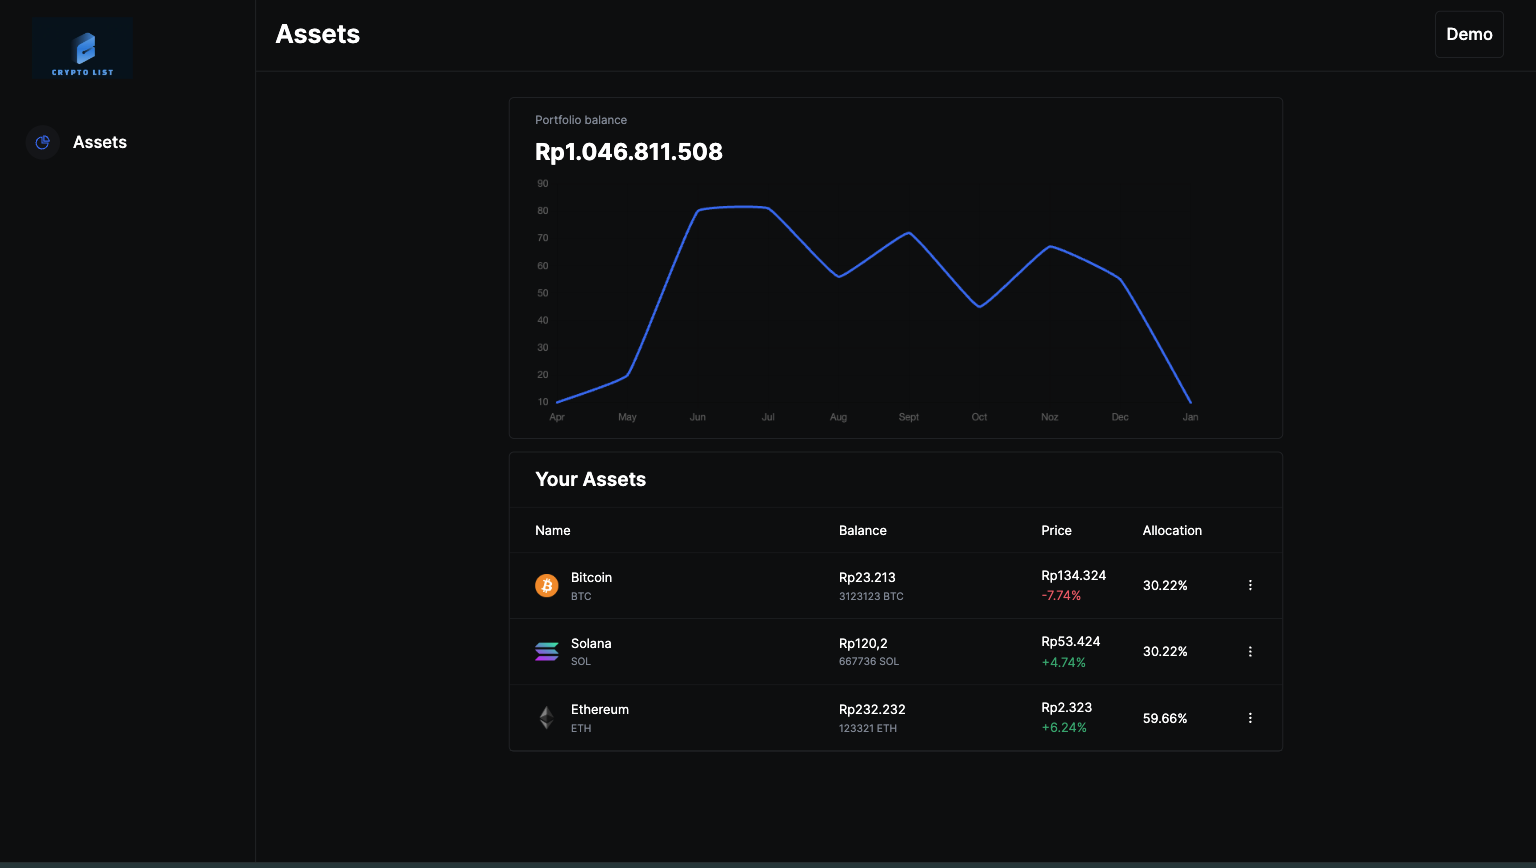 CRYPTO LIST
Assets
Demo
Assets
Portfolio balance
Rp1.046.811.508
90
80
70
60
50
40
30
20
10
Apr May Jun Jul Aug Sept Oct Noz Dec Jan
Your Assets
Name Balance Price Allocation
Bitcoin Rp23.213 Rp134.324 30.22%
BTC 3123123 BTC -7.74%
Solana Rp120,2 Rp53.424 30.22%
SOL 667736 SOL +4.74%
Ethereum Rp232.232 Rp2.323 59.66%
ETH 123321 ETH +6.24%